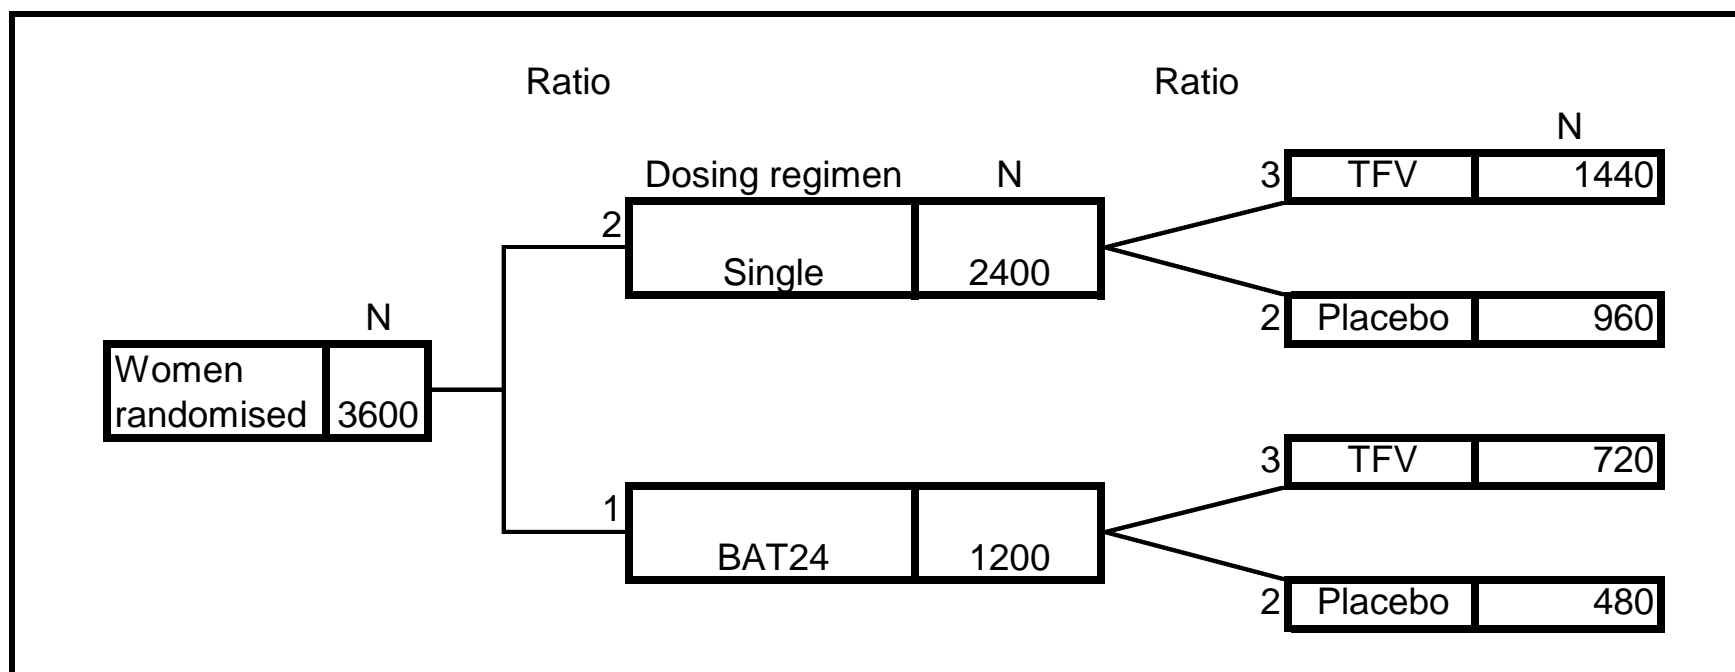 Ratio
Ratio
N
Dosing regimen N
3 TFV 1440
2
Single 2400
2 Placebo 960
N
Women
randomised 3600
3 TFV 720
1
BAT24 1200
2 Placebo 480